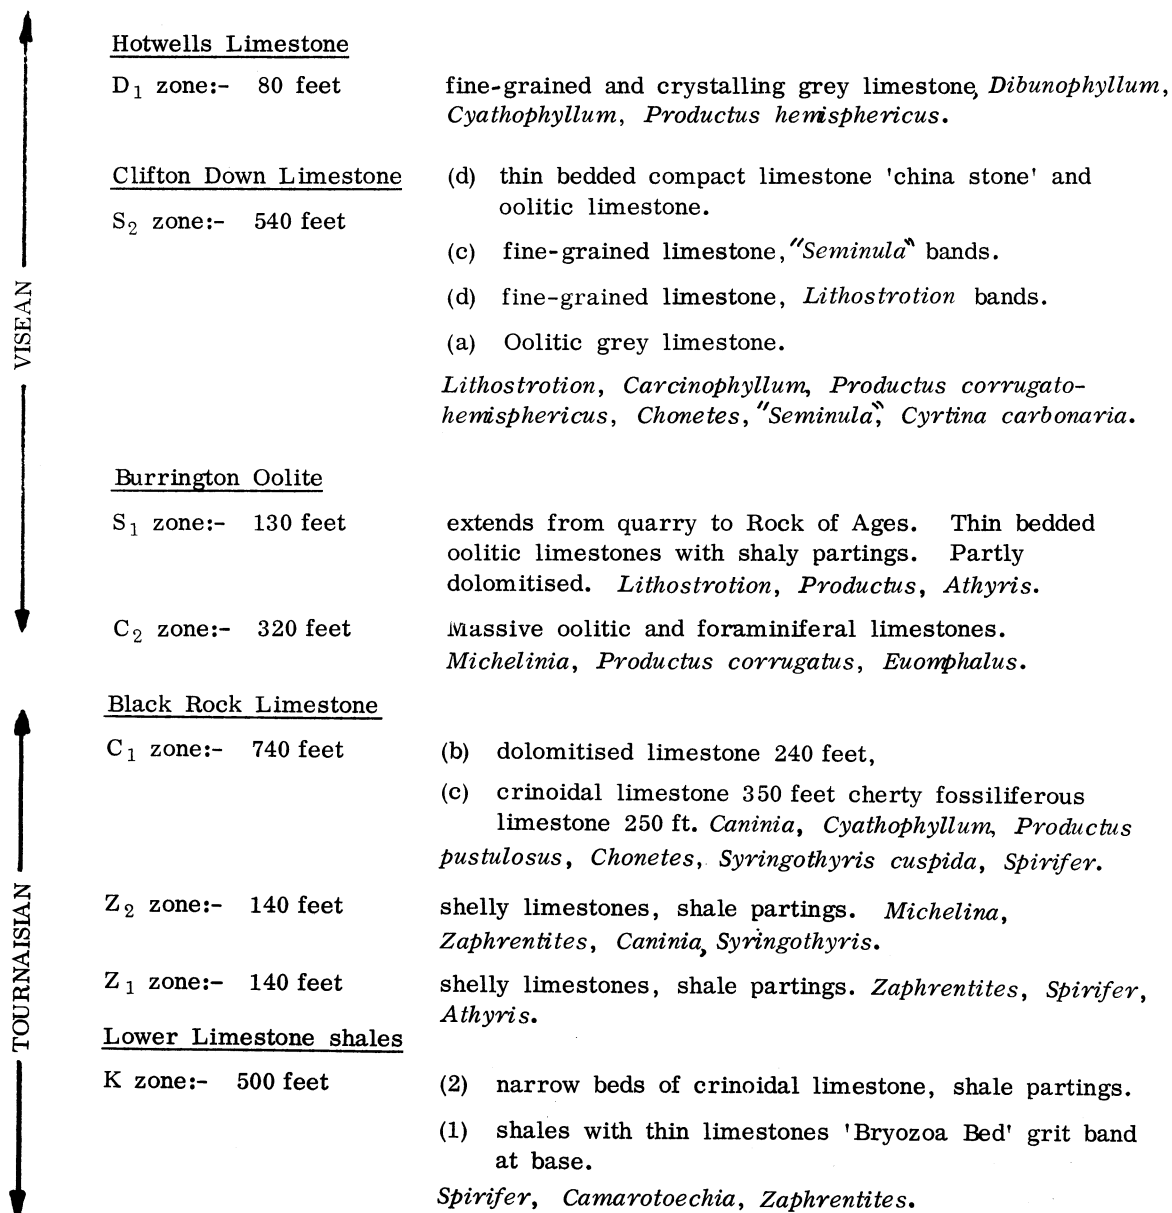 Hotwells Limestone
D1 zone:- 80 feet
fine-grained and crystalling grey limestone, Dibunophyllum,
Cyathophyllum, Productus hemisphericus.
Clifton Down Limestone
S2 zone:- 540 feet
(d) thin bedded compact limestone 'china stone' and
oolitic limestone.
(c) fine-grained limestone, "Seminula" bands.
(d) fine-grained limestone, Lithostrotion bands.
(a) Oolitic grey limestone.
Lithostrotion, Carcinophyllum, Productus corrugato-
hemisphericus, Chonetes, "Seminula", Cyrtina carbonaria.
VISEAN
Burrington Oolite
S1 zone:- 130 feet
extends from quarry to Rock of Ages. Thin bedded
oolitic limestones with shaly partings. Partly
dolomitised. Lithostrotion, Productus, Athyris.
C2 zone:- 320 feet
Massive oolitic and foraminiferal limestones.
Michelinia, Productus corrugatus, Euomphalus.
Black Rock Limestone
C1 zone:- 740 feet
(b) dolomitised limestone 240 feet,
(c) crinoidal limestone 350 feet cherty fossiliferous
limestone 250 ft. Caninia, Cyathophyllum, Productus
pustulosus, Chonetes, Syringothyris cuspida, Spirifer.
Z2 zone:- 140 feet
shelly limestones, shale partings. Michelina,
Zaphrentites, Caninia, Syringothyris.
Z1 zone:- 140 feet
shelly limestones, shale partings. Zaphrentites, Spirifer,
Athyris.
TOURNAISIAN
Lower Limestone shales
K zone:- 500 feet
(2) narrow beds of crinoidal limestone, shale partings.
(1) shales with thin limestones 'Bryozoa Bed' grit band
at base.
Spirifer, Camarotoechia, Zaphrentites.